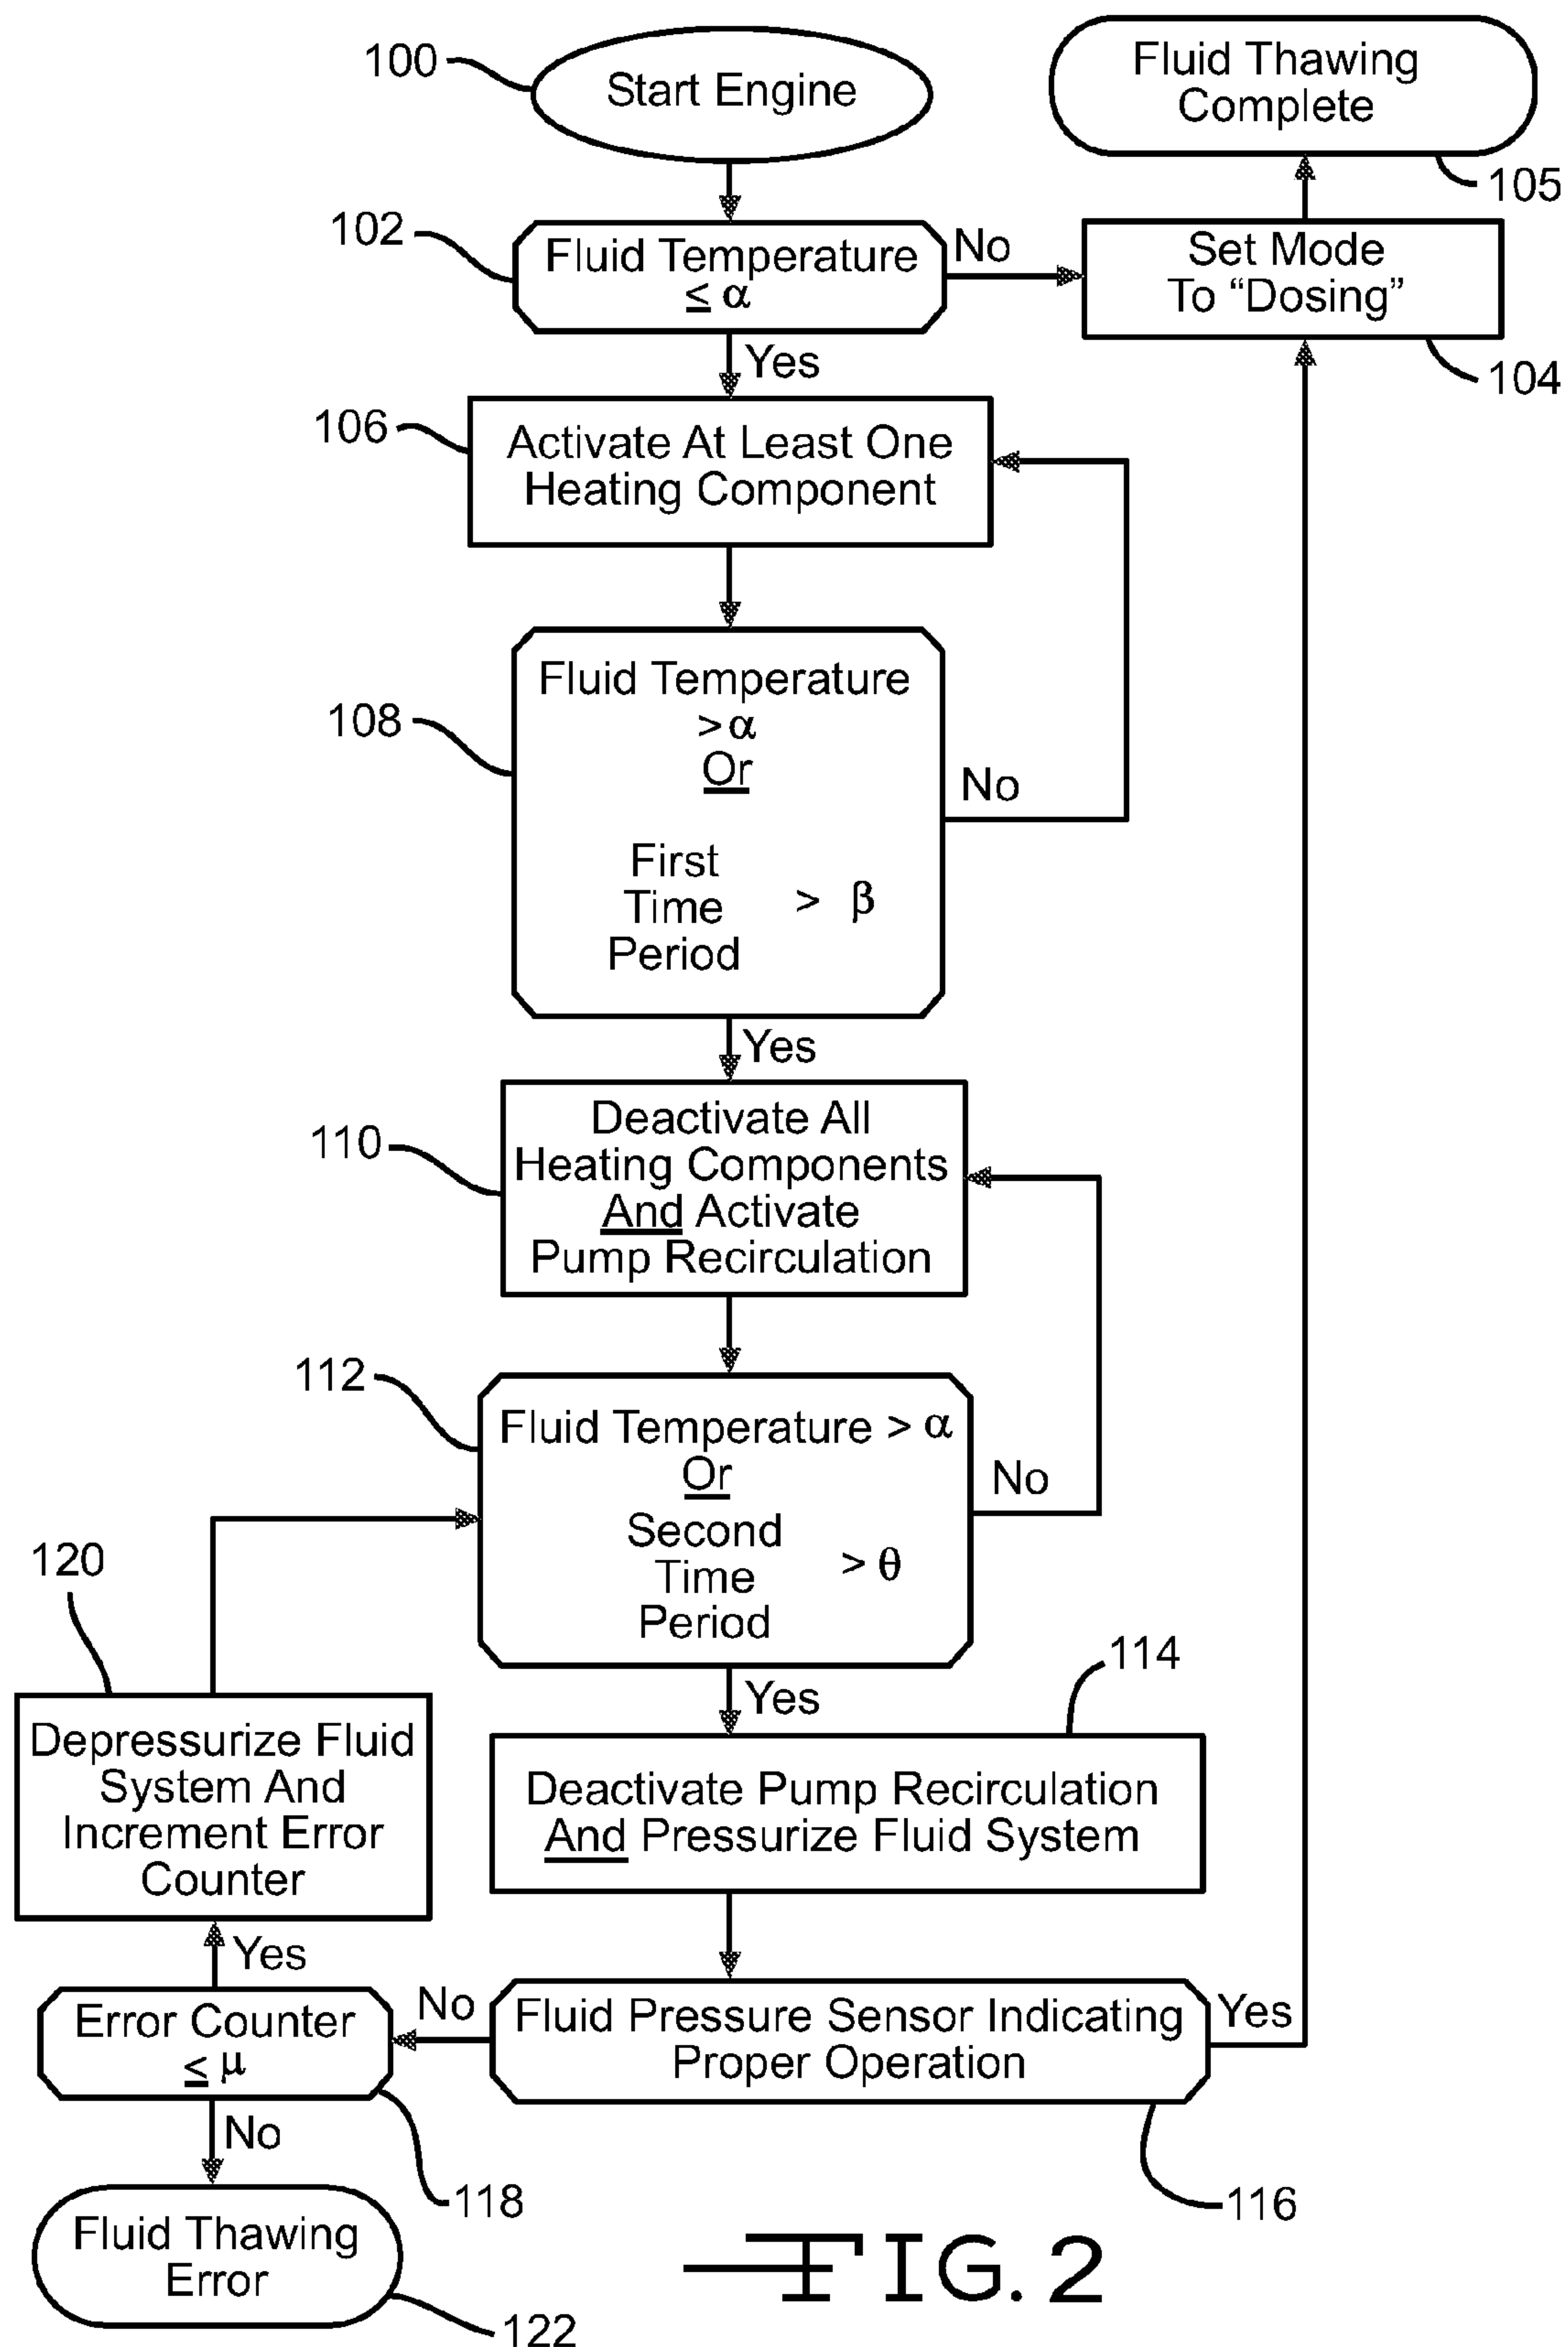 100
Start Engine
Fluid Thawing
Complete
105
102
Fluid Temperature
≤ α
No
Set Mode
To “Dosing”
104
Yes
106
Activate At Least One
Heating Component
108
Fluid Temperature
> α
Or
First
Time
Period
> β
No
Yes
110
Deactivate All
Heating Components
And Activate
Pump Recirculation
112
Fluid Temperature > α
Or
Second
Time
Period
> θ
No
Yes
114
Deactivate Pump Recirculation
And Pressurize Fluid System
120
Depressurize Fluid
System And
Increment Error
Counter
Yes
Error Counter
≤ μ
No
Fluid Pressure Sensor Indicating
Proper Operation
Yes
116
118
No
Fluid Thawing
Error
122
FIG. 2